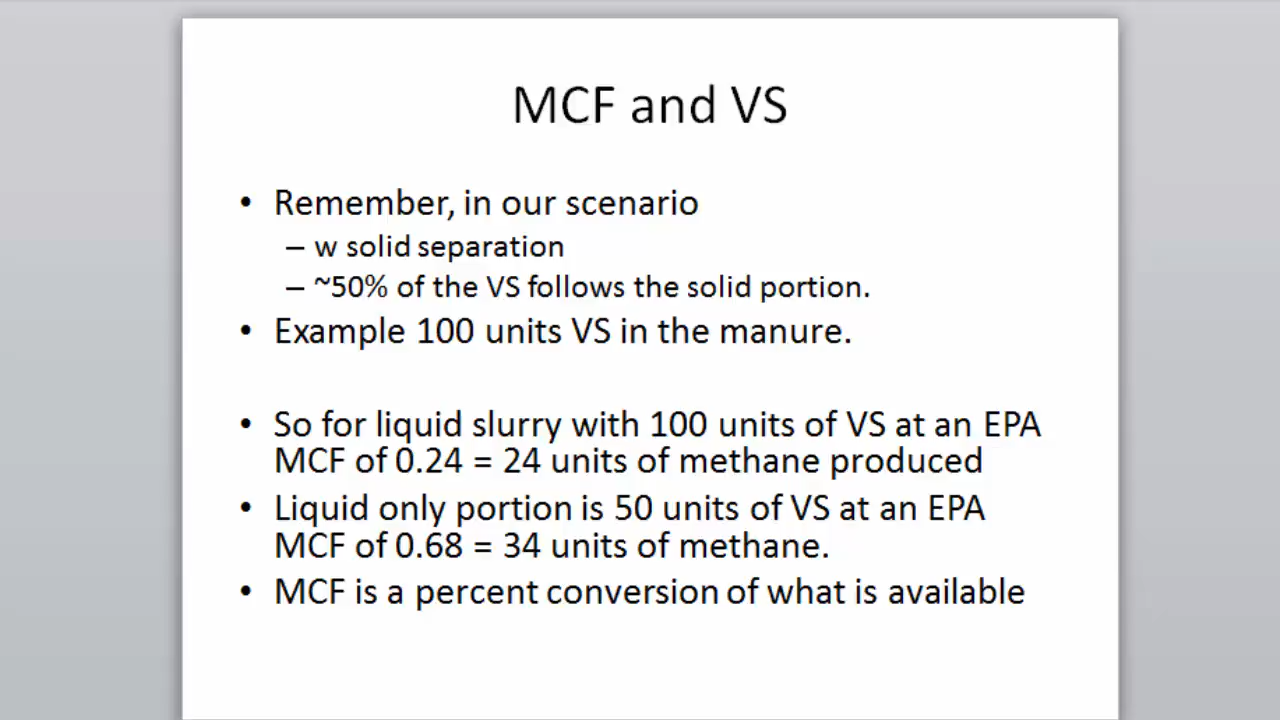 MCF and VS
• Remember, in our scenario
– w solid separation
– ~50% of the VS follows the solid portion.
• Example 100 units VS in the manure.
• So for liquid slurry with 100 units of VS at an EPA
MCF of 0.24 = 24 units of methane produced
• Liquid only portion is 50 units of VS at an EPA
MCF of 0.68 = 34 units of methane.
• MCF is a percent conversion of what is available